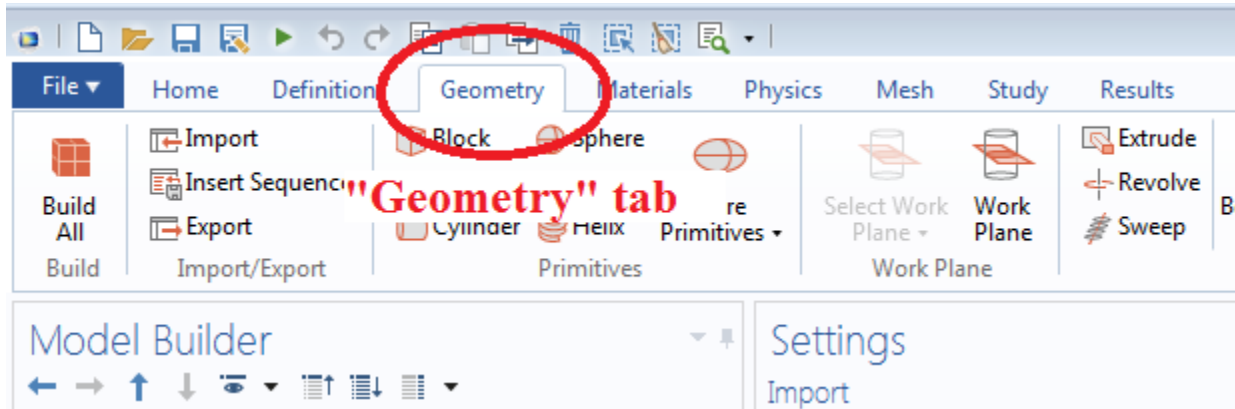 File Home Definition Geometry Materials Physics Mesh Study Results
Import Block Sphere Extrude
Insert Sequence "Geometry" tab Revolve
Build All Export Cylinder Helix Primitives Select Work Plane Work Plane Sweep
Build Import/Export Primitives Work Plane
Model Builder Settings
Import